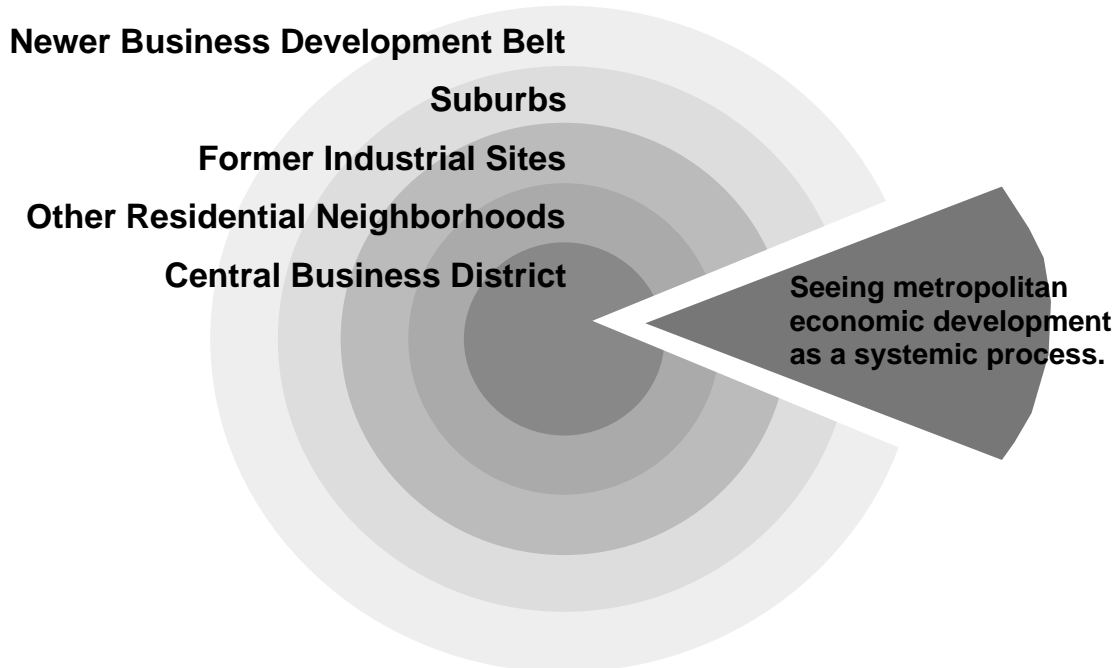 Newer Business Development Belt
Suburbs
Former Industrial Sites
Other Residential Neighborhoods
Central Business District
Seeing metropolitan
economic development
as a systemic process.